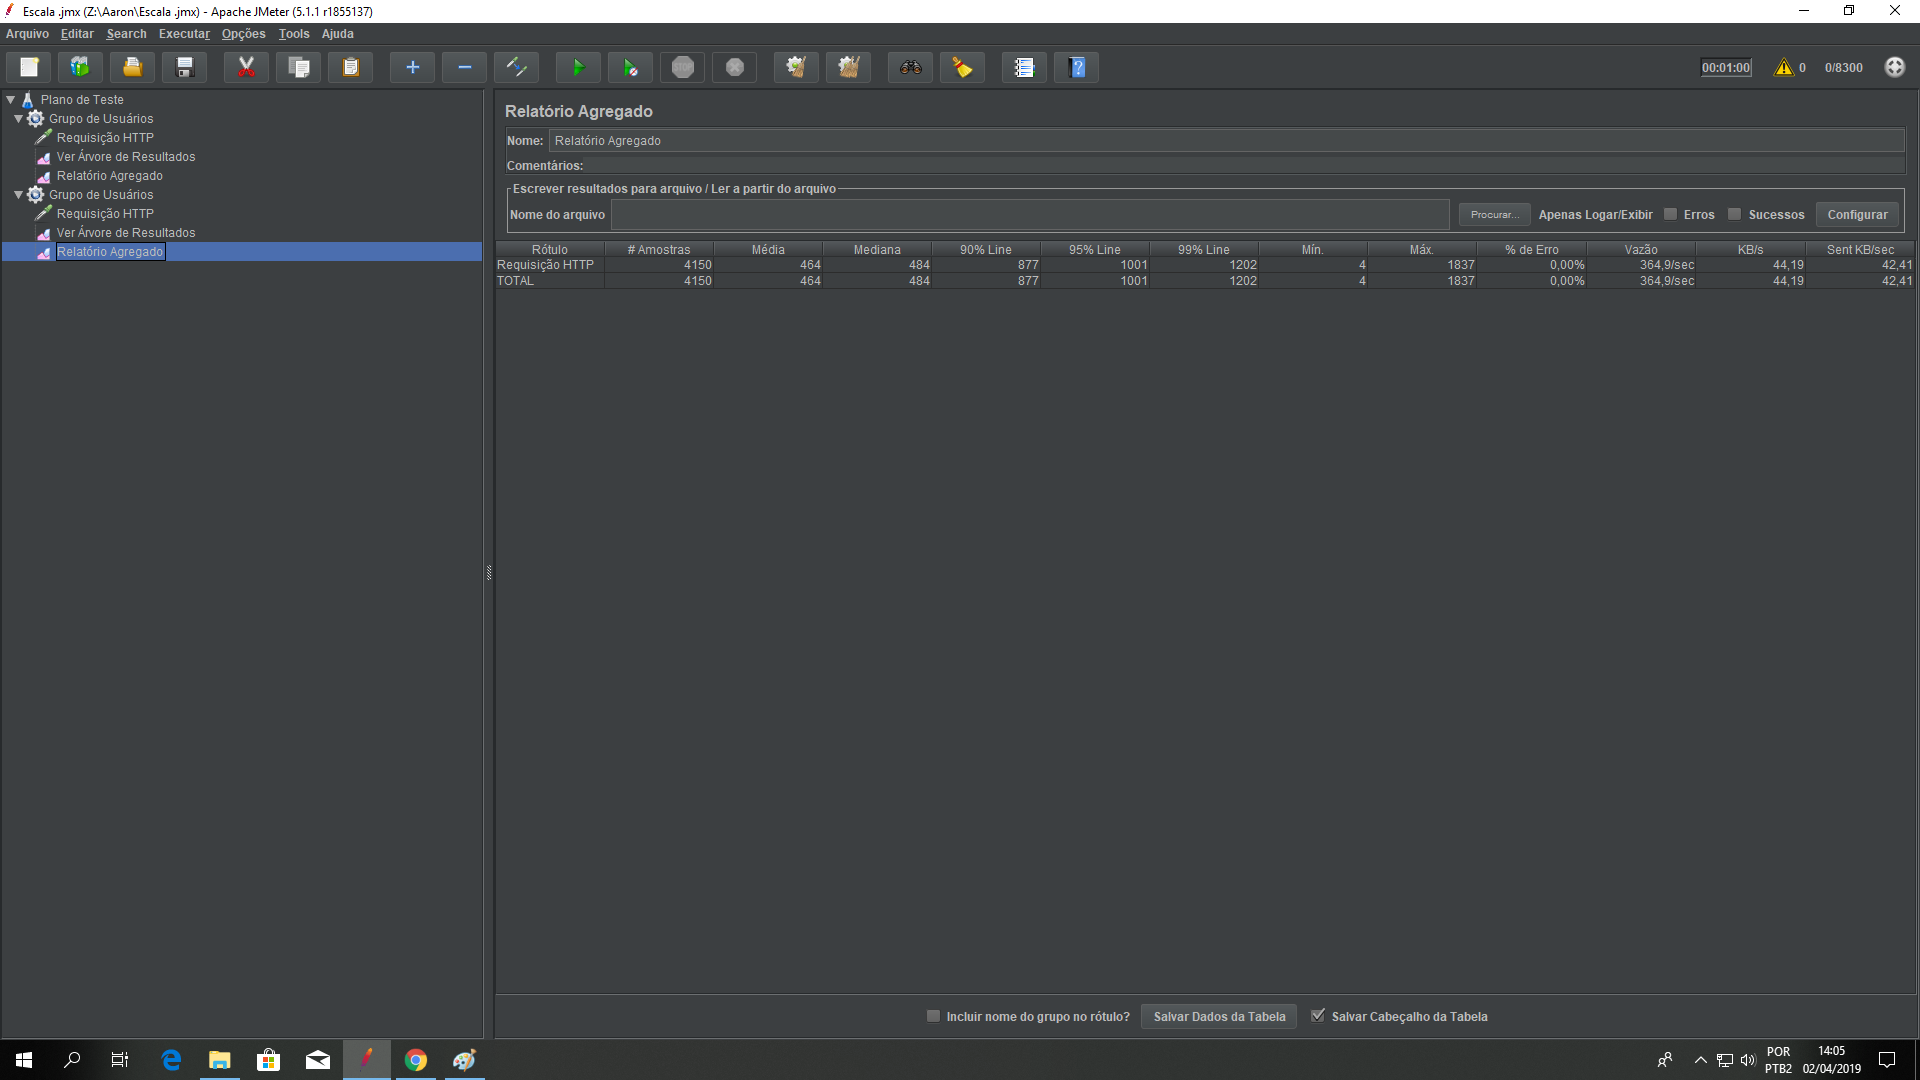 Escala .jmx (Z:\Aaron\Escala .jmx) - Apache JMeter (5.1.1 r1855137)
Arquivo Editar Search Executar Opções Tools Ajuda
STOP
00:01:00 0 0/8300
Plano de Teste
Grupo de Usuários
Requisição HTTP
Ver Árvore de Resultados
Relatório Agregado
Grupo de Usuários
Requisição HTTP
Ver Árvore de Resultados
Relatório Agregado
Relatório Agregado
Nome: Relatório Agregado
Comentários:
Escrever resultados para arquivo / Ler a partir do arquivo
Nome do arquivo Procurar... Apenas Logar/Exibir Erros Sucessos Configurar
Rótulo # Amostras Média Mediana 90% Line 95% Line 99% Line Mín. Máx. % de Erro Vazão KB/s Sent KB/sec
Requisição HTTP 4150 464 484 877 1001 1202 4 1837 0,00% 364,9/sec 44,19 42,41
TOTAL 4150 464 484 877 1001 1202 4 1837 0,00% 364,9/sec 44,19 42,41
Incluir nome do grupo no rótulo? Salvar Dados da Tabela Salvar Cabeçalho da Tabela
POR 14:05
PTB2 02/04/2019